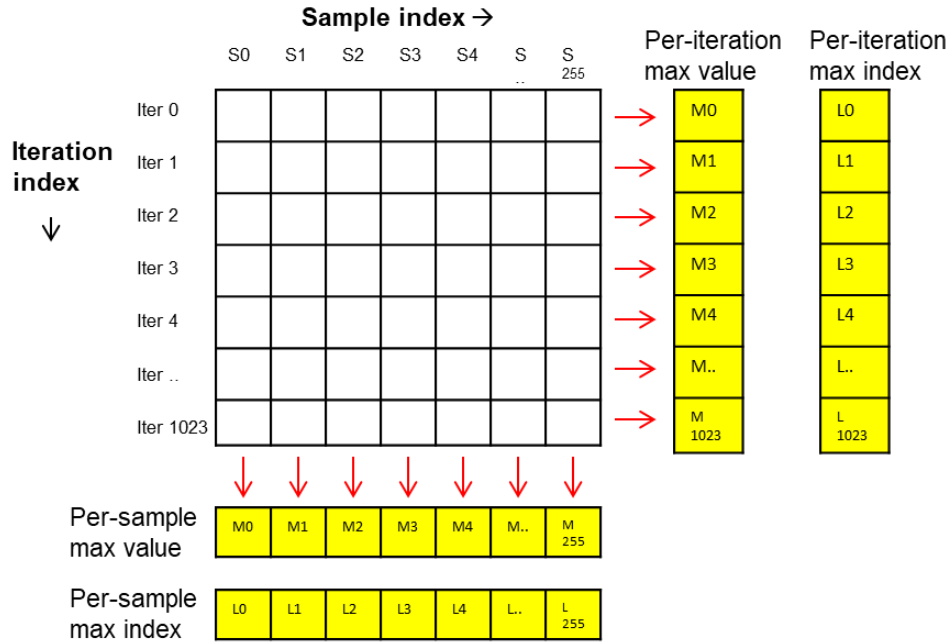 Sample index →
Per-iteration max value
Per-iteration max index
S0 S1 S2 S3 S4 S .. S 255
Iteration index
↓
Iter 0 → M0 L0
Iter 1 → M1 L1
Iter 2 → M2 L2
Iter 3 → M3 L3
Iter 4 → M4 L4
Iter .. → M.. L..
Iter 1023 → M 1023 L 1023
Per-sample max value
M0 M1 M2 M3 M4 M.. M 255
Per-sample max index
L0 L1 L2 L3 L4 L.. L 255